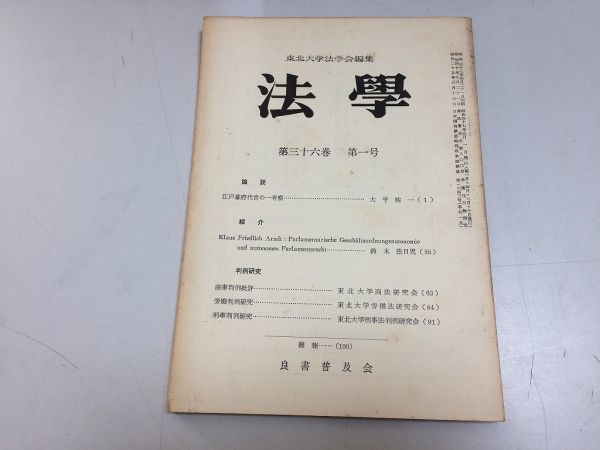 東北大学法学会編集
法學
第三十六巻 第一号
論説
江戸幕府代官の一考察 大平祐一(1)
紹介
Klaus Friedlich Arndt : Parlamentarische Geschäftsordnungsautonomie
und autonomes Parlamentsrecht 鈴木法日児(55)
判例研究
商事判例批評 東北大学商法研究会(63)
労働判例研究 東北大学労働法研究会(84)
刑事判例研究 東北大学刑事法判例研究会(91)
雑報……(100)
良書普及会